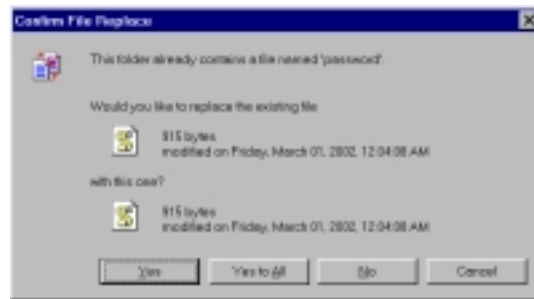 Confirm File Replace
This folder already contains a file named 'password'.
Would you like to replace the existing file
915 bytes
modified on Friday, March 01, 2002, 12:04:08 AM
with this one?
915 bytes
modified on Friday, March 01, 2002, 12:04:08 AM
Yes Yes to All No Cancel